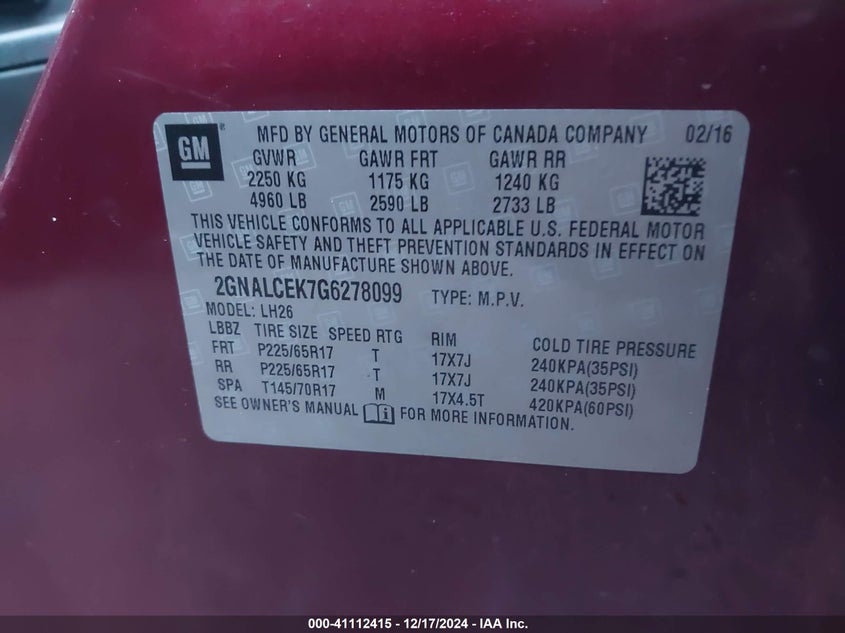 GM ® MFD BY GENERAL MOTORS OF CANADA COMPANY 02/16
GVWR GAWR FRT GAWR RR
2250 KG 1175 KG 1240 KG
4960 LB 2590 LB 2733 LB
THIS VEHICLE CONFORMS TO ALL APPLICABLE U.S. FEDERAL MOTOR
VEHICLE SAFETY AND THEFT PREVENTION STANDARDS IN EFFECT ON
THE DATE OF MANUFACTURE SHOWN ABOVE.
2GNALCEK7G6278099 TYPE: M.P.V.
MODEL: LH26
LBBZ TIRE SIZE SPEED RTG RIM COLD TIRE PRESSURE
FRT P225/65R17 T 17X7J 240KPA(35PSI)
RR P225/65R17 T 17X7J 240KPA(35PSI)
SPA T145/70R17 M 17X4.5T 420KPA(60PSI)
SEE OWNER'S MANUAL i FOR MORE INFORMATION.
000-41112415 - 12/17/2024 - IAA Inc.